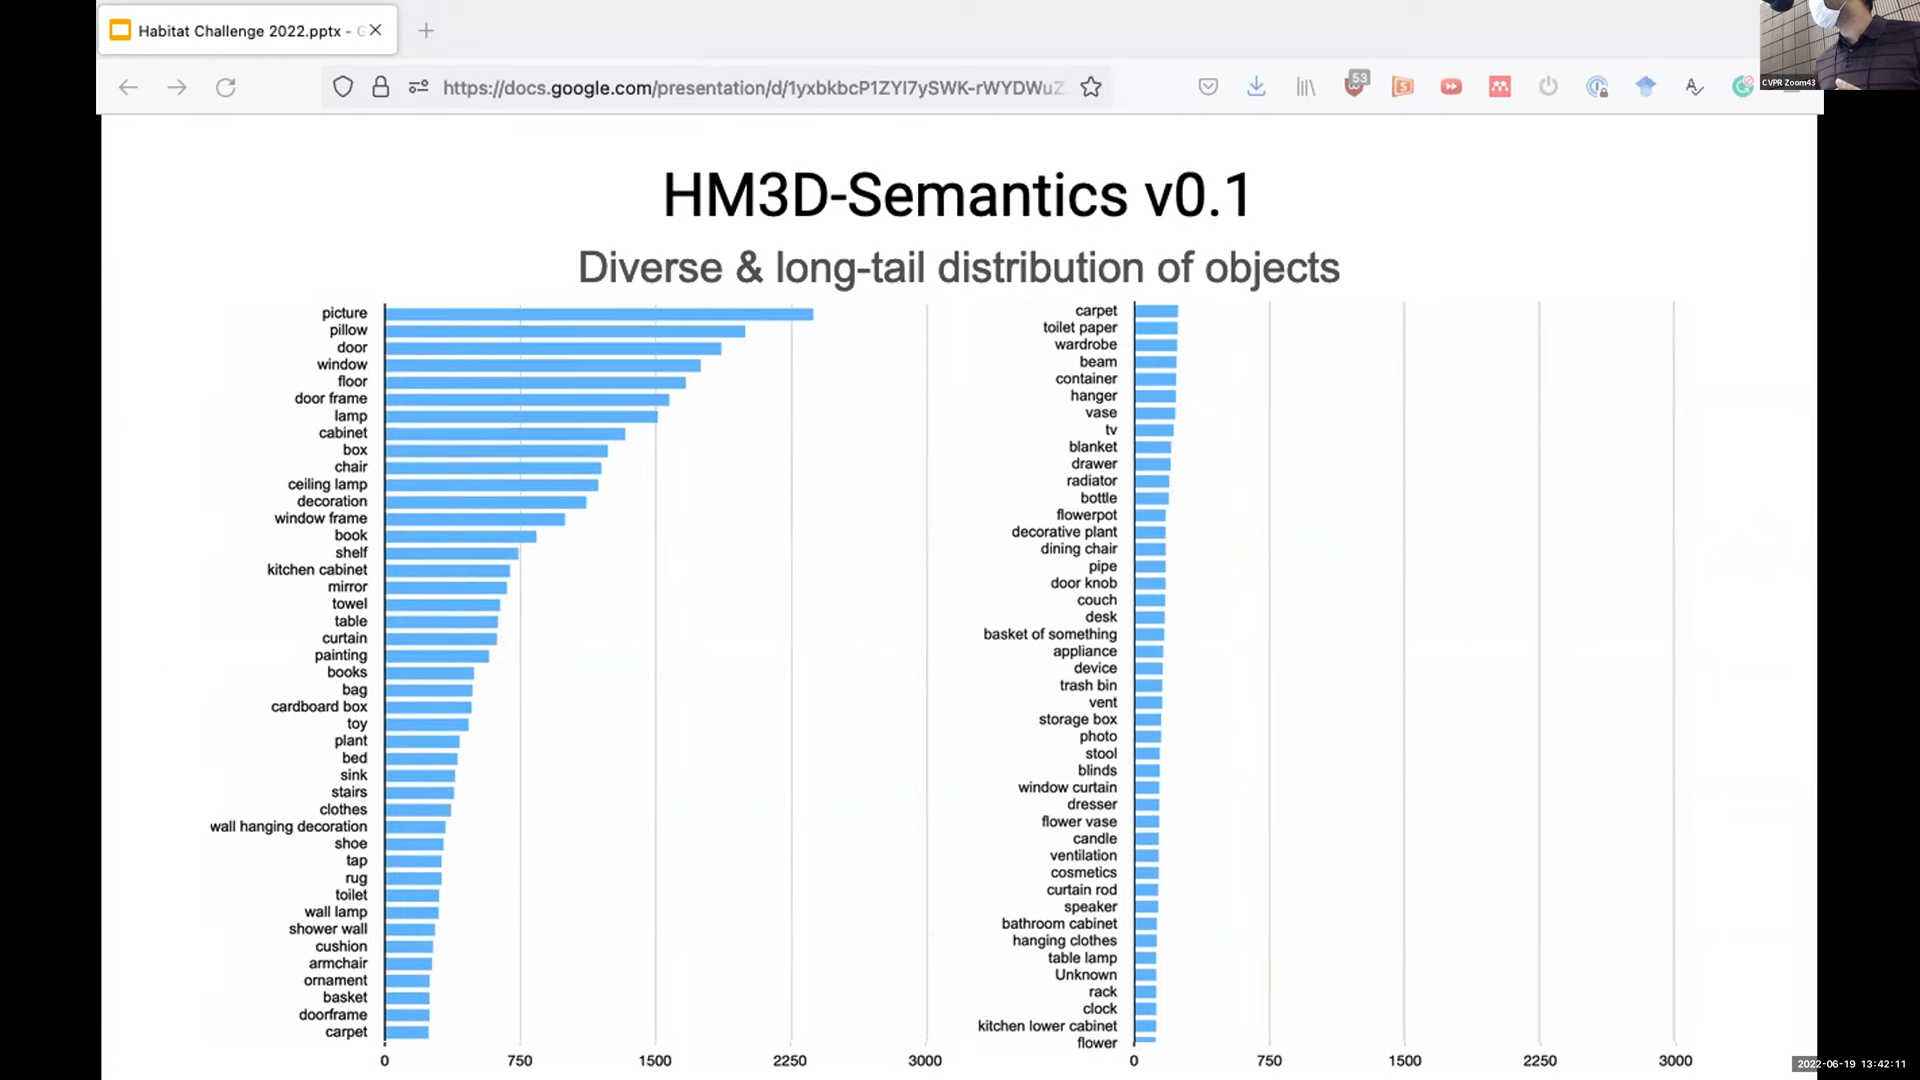 Habitat Challenge 2022.pptx - G
https://docs.google.com/presentation/d/1yxbkbcP1ZYI7ySWK-rWYDWuZ
53
CVPR Zoom43
HM3D-Semantics v0.1
Diverse & long-tail distribution of objects
picture
pillow
door
window
floor
door frame
lamp
cabinet
box
chair
ceiling lamp
decoration
window frame
book
shelf
kitchen cabinet
mirror
towel
table
curtain
painting
books
bag
cardboard box
toy
plant
bed
sink
stairs
clothes
wall hanging decoration
shoe
tap
rug
toilet
wall lamp
shower wall
cushion
armchair
ornament
basket
doorframe
carpet
0 750 1500 2250 3000
carpet
toilet paper
wardrobe
beam
container
hanger
vase
tv
blanket
drawer
radiator
bottle
flowerpot
decorative plant
dining chair
pipe
door knob
couch
desk
basket of something
appliance
device
trash bin
vent
storage box
photo
stool
blinds
window curtain
dresser
flower vase
candle
ventilation
cosmetics
curtain rod
speaker
bathroom cabinet
hanging clothes
table lamp
Unknown
rack
clock
kitchen lower cabinet
flower
0 750 1500 2250 3000
2022-06-19 13:42:11